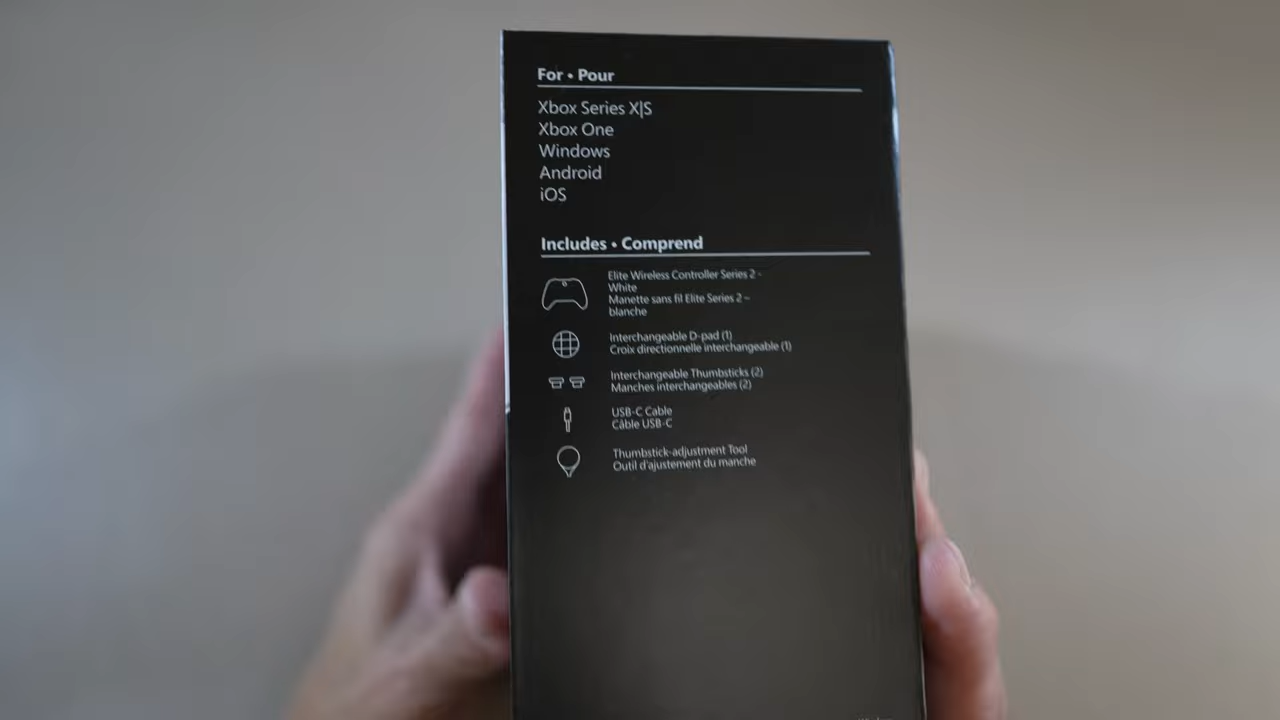 For • Pour
Xbox Series X|S
Xbox One
Windows
Android
iOS
Includes • Comprend
Elite Wireless Controller Series 2 -
White
Manette sans fil Elite Series 2 –
blanche
Interchangeable D-pad (1)
Croix directionnelle interchangeable (1)
Interchangeable Thumbsticks (2)
Manches interchangeables (2)
USB-C Cable
Câble USB-C
Thumbstick-adjustment Tool
Outil d'ajustement du manche